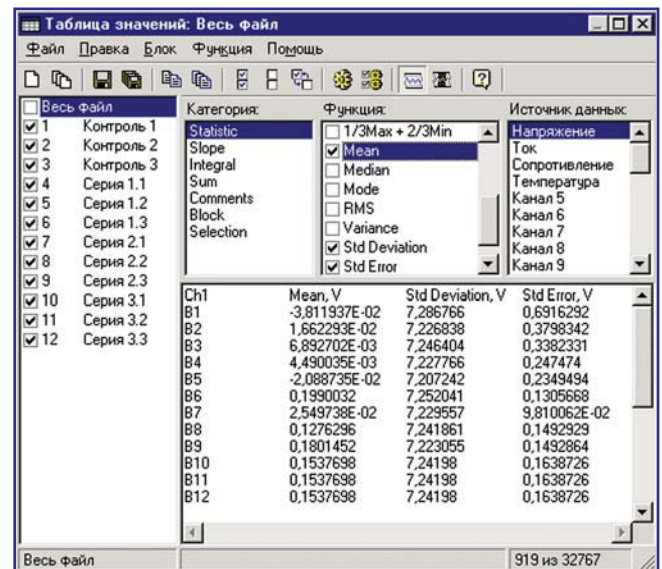 Таблица значений: Весь файл
Файл Правка Блок Функция Помощь
Весь файл
1 Контроль 1
2 Контроль 2
3 Контроль 3
4 Серия 1.1
5 Серия 1.2
6 Серия 1.3
7 Серия 2.1
8 Серия 2.2
9 Серия 2.3
10 Серия 3.1
11 Серия 3.2
12 Серия 3.3
Категория:
Statistic
Slope
Integral
Sum
Comments
Block
Selection
Функция:
1/3Max + 2/3Min
Mean
Median
Mode
RMS
Variance
Std Deviation
Std Error
Источник данных:
Напряжение
Ток
Сопротивление
Температура
Канал 5
Канал 6
Канал 7
Канал 8
Канал 9
Ch1 Mean, V Std Deviation, V Std Error, V
B1 -3,811937E-02 7,286766 0,6916292
B2 1,662293E-02 7,226838 0,3798342
B3 6,892702E-03 7,246404 0,3382331
B4 4,490035E-03 7,227766 0,247474
B5 -2,088735E-02 7,207242 0,2349494
B6 0,1990032 7,252041 0,1305668
B7 2,549738E-02 7,229557 9,810062E-02
B8 0,1276296 7,241861 0,1492929
B9 0,1801452 7,223055 0,1492864
B10 0,1537698 7,24198 0,1638726
B11 0,1537698 7,24198 0,1638726
B12 0,1537698 7,24198 0,1638726
Весь файл
919 из 32767